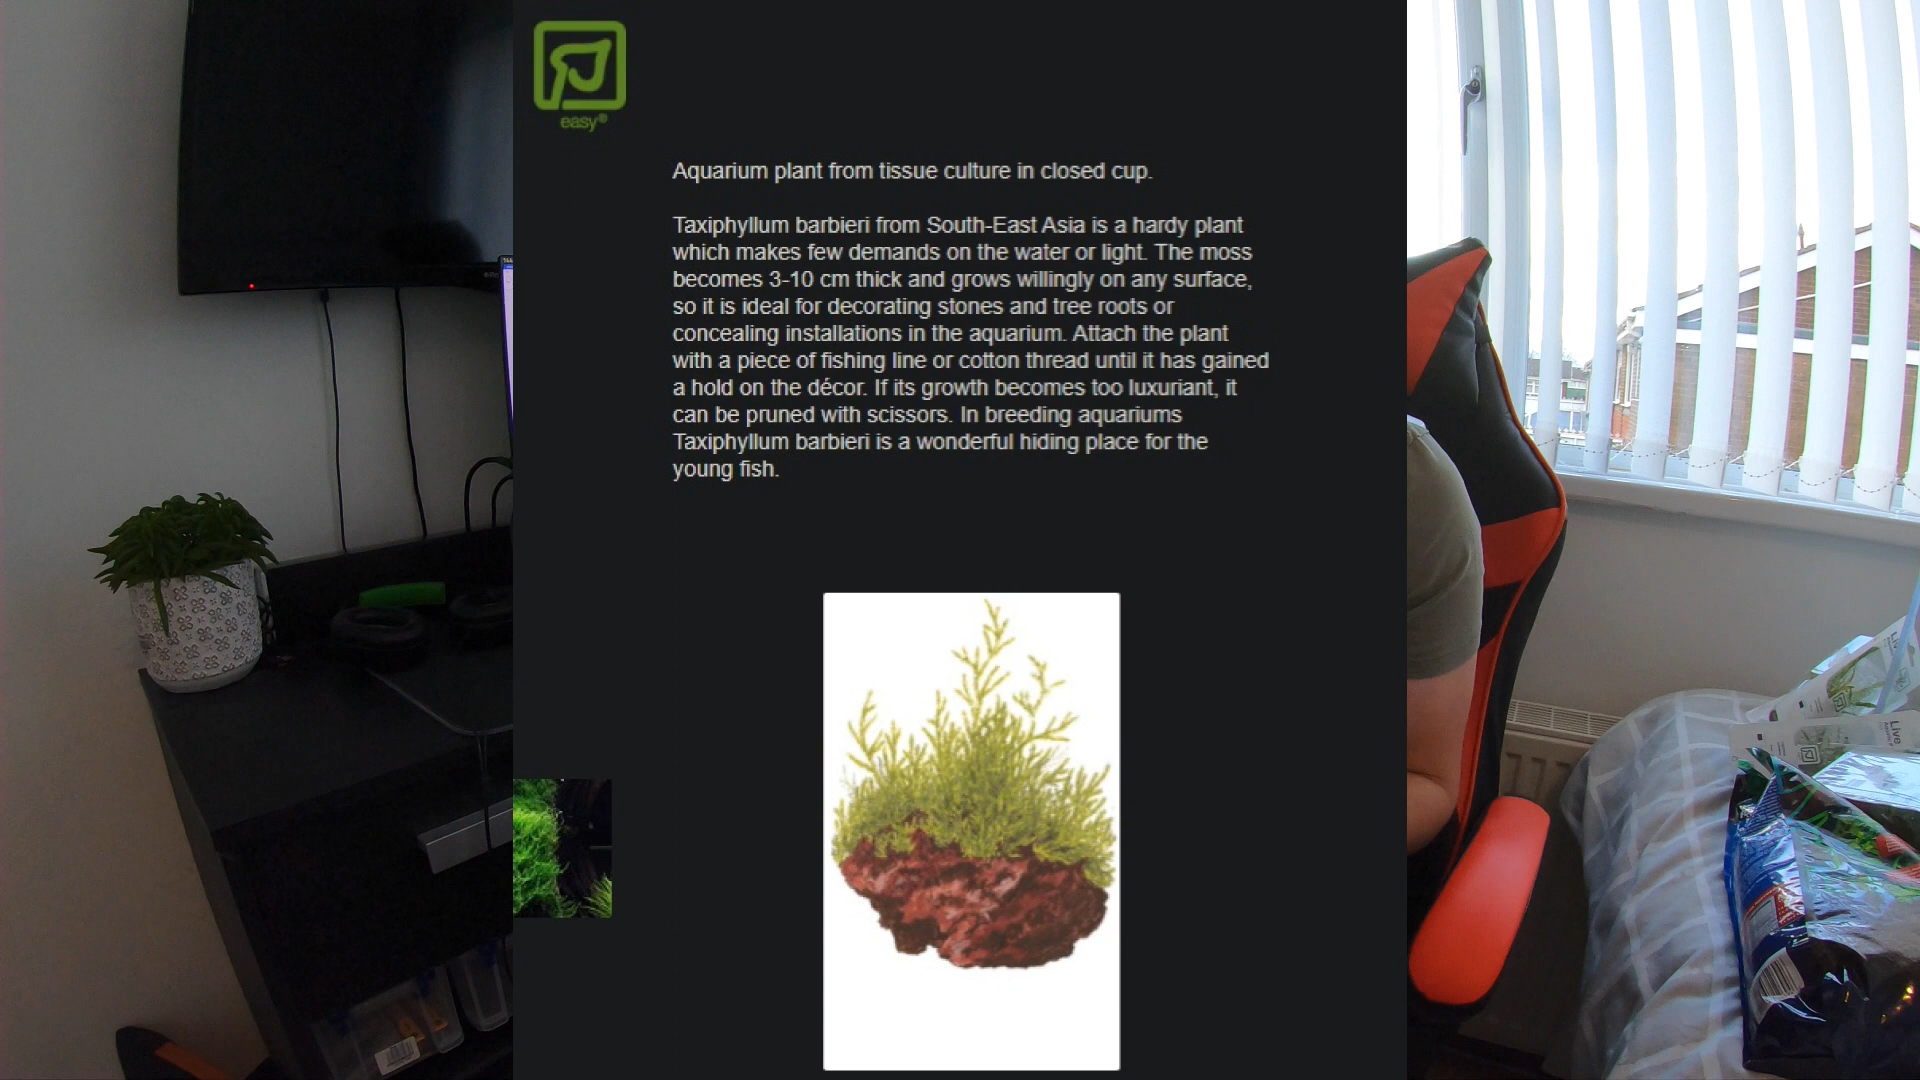 easy®
Aquarium plant from tissue culture in closed cup.
Taxiphyllum barbieri from South-East Asia is a hardy plant
which makes few demands on the water or light. The moss
becomes 3-10 cm thick and grows willingly on any surface,
so it is ideal for decorating stones and tree roots or
concealing installations in the aquarium. Attach the plant
with a piece of fishing line or cotton thread until it has gained
a hold on the décor. If its growth becomes too luxuriant, it
can be pruned with scissors. In breeding aquariums
Taxiphyllum barbieri is a wonderful hiding place for the
young fish.
Live
Live